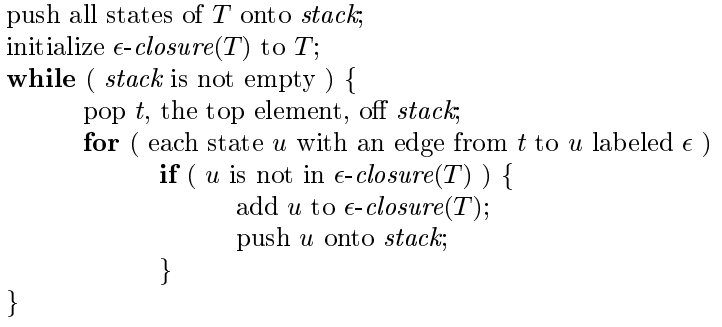 push all states of T onto stack;
initialize ϵ-closure(T) to T;
while ( stack is not empty ) {
pop t, the top element, off stack;
for ( each state u with an edge from t to u labeled ϵ )
if ( u is not in ϵ-closure(T) ) {
add u to ϵ-closure(T);
push u onto stack;
}
}